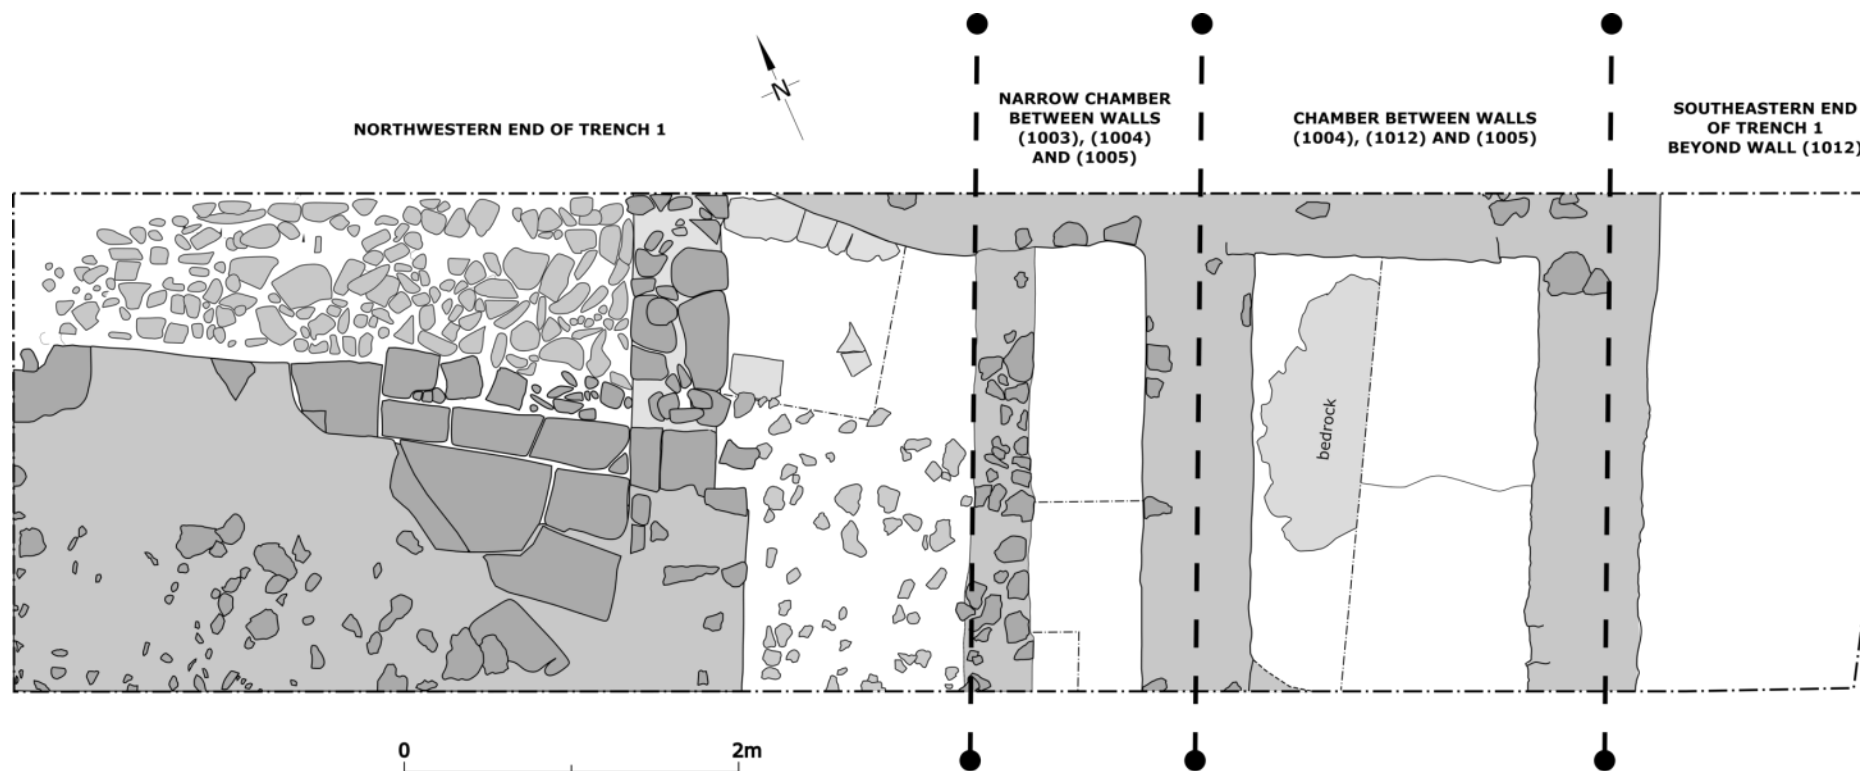 N
NORTHWESTERN END OF TRENCH 1
NARROW CHAMBER
BETWEEN WALLS
(1003), (1004)
AND (1005)
CHAMBER BETWEEN WALLS
(1004), (1012) AND (1005)
SOUTHEASTERN END
OF TRENCH 1
BEYOND WALL (1012)
bedrock
0 2m